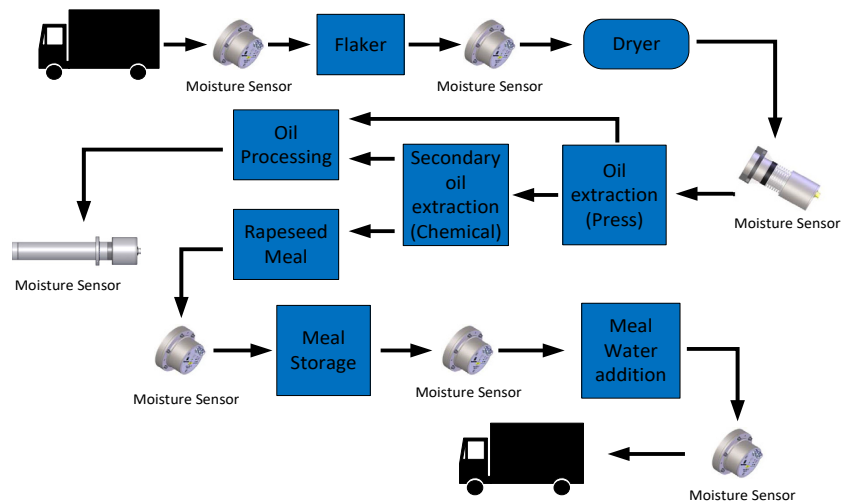 Moisture Sensor
Flaker
Moisture Sensor
Dryer
Moisture Sensor
Oil
extraction
(Press)
Secondary
oil
extraction
(Chemical)
Oil
Processing
Moisture Sensor
Rapeseed
Meal
Moisture Sensor
Meal
Storage
Moisture Sensor
Meal
Water
addition
Moisture Sensor